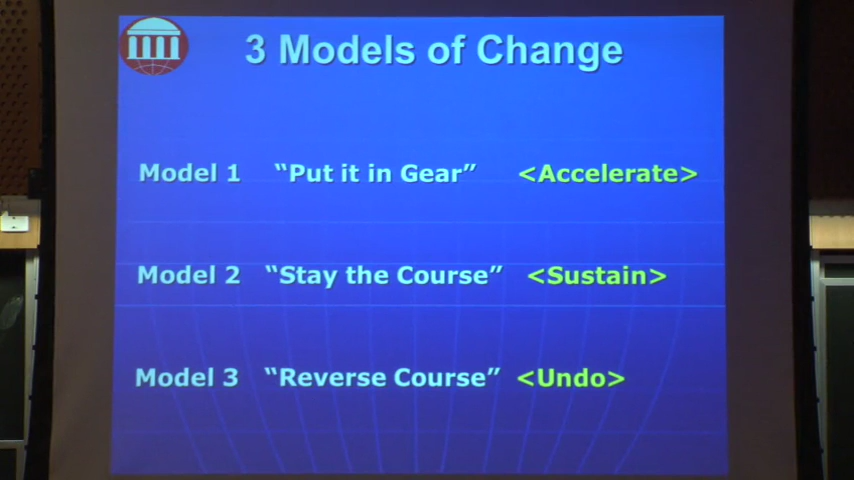 3 Models of Change
Model 1 “Put it in Gear” <Accelerate>
Model 2 “Stay the Course” <Sustain>
Model 3 “Reverse Course” <Undo>